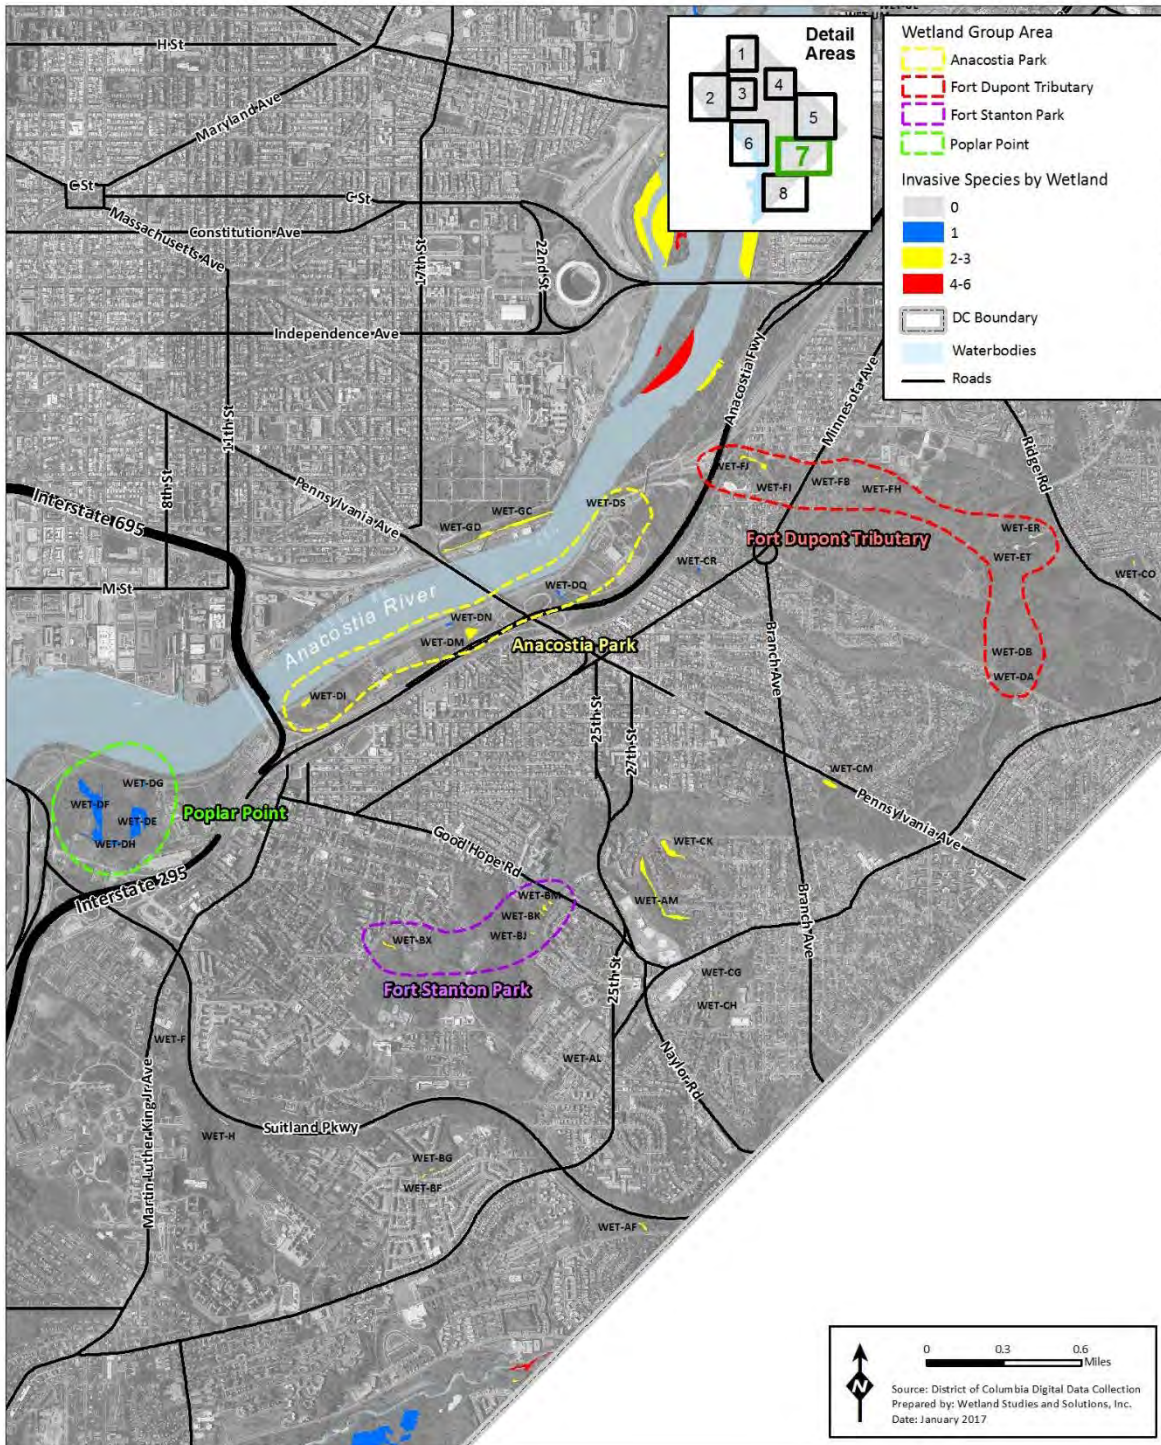 H St
Maryland Ave
C St
C St
Massachusetts Ave
Constitution Ave
17th St
22nd St
Independence Ave
11th St
8th St
Pennsylvania Ave
Interstate 695
M St
Anacostia River
Anacostia Fwy
Minnesota Ave
Ridge Rd
Detail
Areas
1
2
3
4
5
6
7
8
Wetland Group Area
Anacostia Park
Fort Dupont Tributary
Fort Stanton Park
Poplar Point
Invasive Species by Wetland
0
1
2-3
4-6
DC Boundary
Waterbodies
Roads
WET-FJ
WET-FI
WET-FB
WET-FH
WET-GC
WET-GD
WET-DS
WET-ER
Fort Dupont Tributary
WET-ET
WET-CR
WET-CO
WET-DQ
WET-DN
WET-DM
Anacostia Park
Branch Ave
WET-DB
WET-DA
WET-DI
25th St
27th St
WET-CM
Pennsylvania Ave
WET-DG
WET-DF
WET-DE
WET-DH
Poplar Point
Interstate 295
Good Hope Rd
WET-CK
WET-AM
WET-BM
WET-BK
WET-BJ
WET-BX
Fort Stanton Park
Branch Ave
25th St
WET-CG
WET-CH
WET-F
WET-AL
Naylor Rd
Martin Luther King Jr Ave
WET-H
Suitland Pkwy
WET-BG
WET-BF
WET-AF
N
0 0.3 0.6
Miles
Source: District of Columbia Digital Data Collection
Prepared by: Wetland Studies and Solutions, Inc.
Date: January 2017